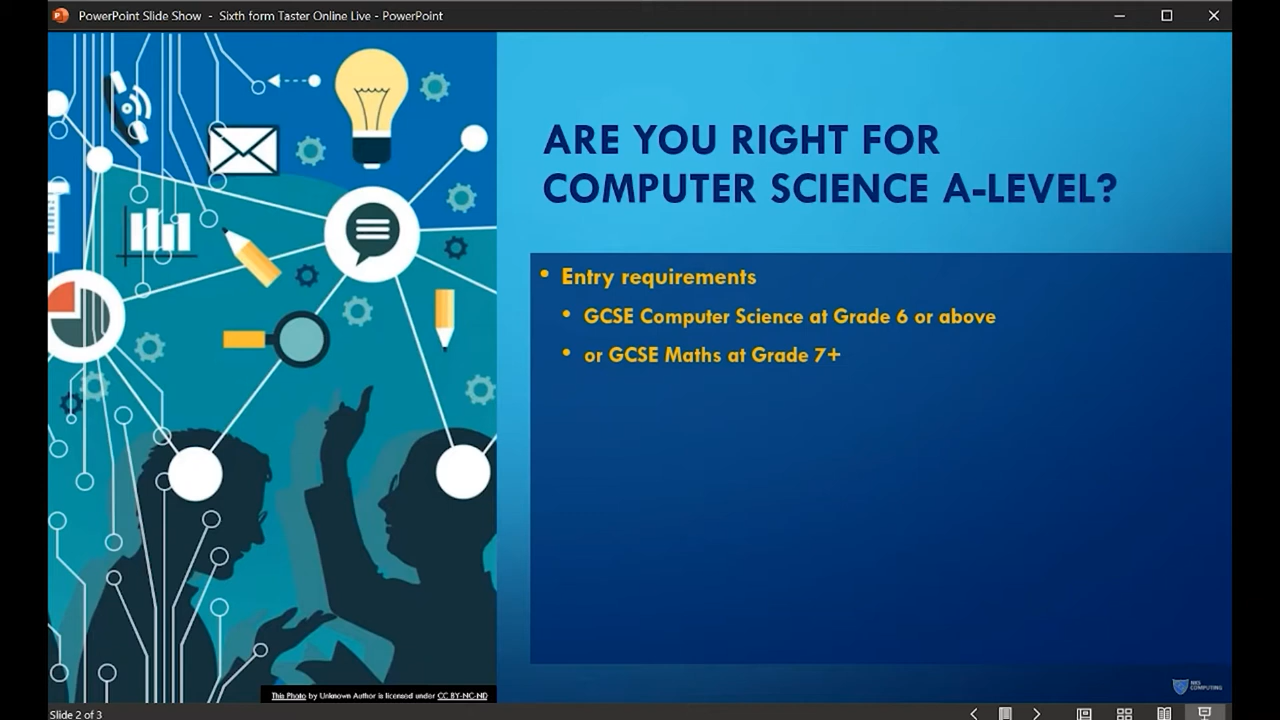 PowerPoint Slide Show - Sixth form Taster Online Live - PowerPoint
ARE YOU RIGHT FOR
COMPUTER SCIENCE A-LEVEL?
• Entry requirements
• GCSE Computer Science at Grade 6 or above
• or GCSE Maths at Grade 7+
This Photo by Unknown Author is licensed under CC BY-NC-ND
COMPUTING
Slide 2 of 3